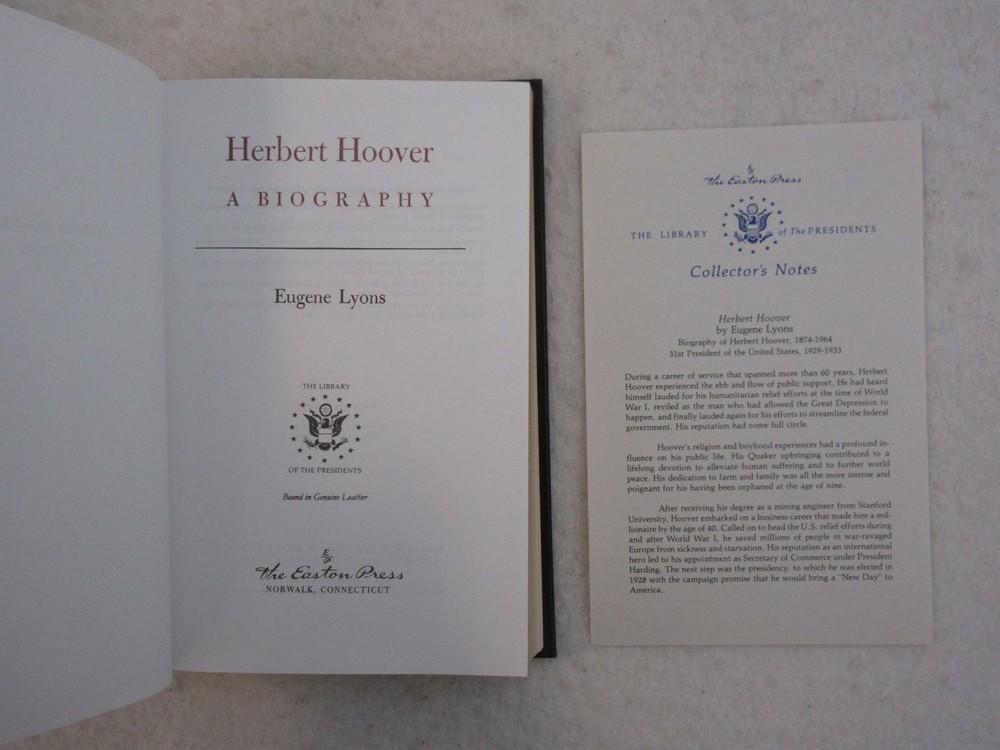 Herbert Hoover
A BIOGRAPHY
Eugene Lyons
THE LIBRARY
OF THE PRESIDENTS
Bound in Genuine Leather
The Easton Press
NORWALK, CONNECTICUT
The Easton Press
THE LIBRARY of The PRESIDENTS
Collector's Notes
Herbert Hoover
by Eugene Lyons
Biography of Herbert Hoover, 1874-1964
31st President of the United States, 1929-1933
During a career of service that spanned more than 60 years, Herbert
Hoover experienced the ebb and flow of public support. He had heard
himself lauded for his humanitarian relief efforts at the time of World
War I, reviled as the man who had allowed the Great Depression to
happen, and finally lauded again for his efforts to streamline the federal
government. His reputation had come full circle.
Hoover's religion and boyhood experiences had a profound in-
fluence on his public life. His Quaker upbringing contributed to a
lifelong devotion to alleviate human suffering and to further world
peace. His dedication to farm and family was all the more intense and
poignant for his having been orphaned at the age of nine.
After receiving his degree as a mining engineer from Stanford
University, Hoover embarked on a business career that made him a mil-
lionaire by the age of 40. Called on to head the U.S. relief efforts during
and after World War I, he saved millions of people in war-ravaged
Europe from sickness and starvation. His reputation as an international
hero led to his appointment as Secretary of Commerce under President
Harding. The next step was the presidency, to which he was elected in
1928 with the campaign promise that he would bring a "New Day" to
America.